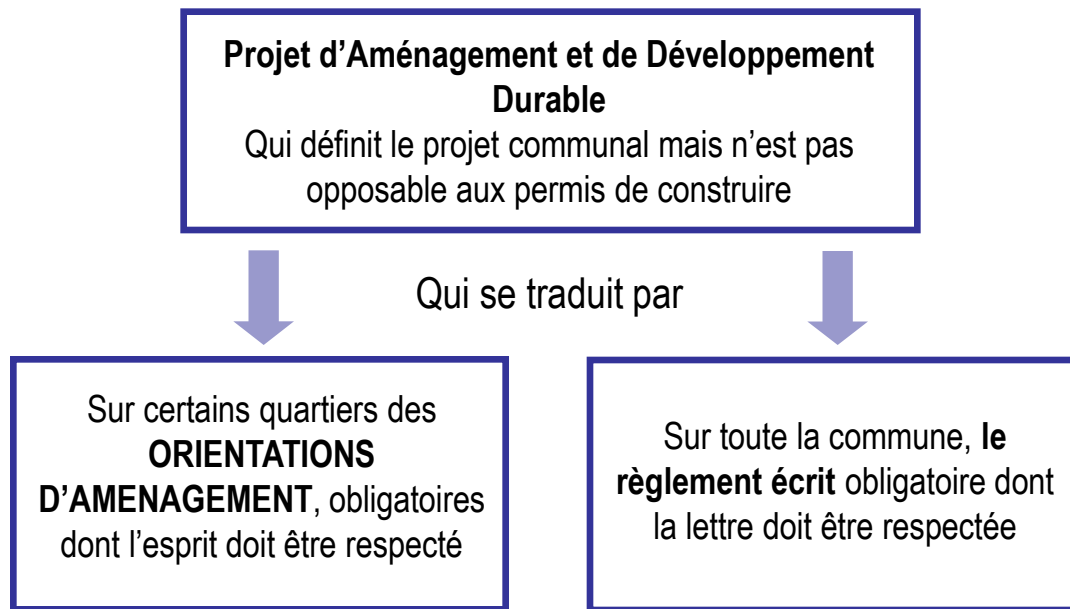 Projet d’Aménagement et de Développement
Durable
Qui définit le projet communal mais n’est pas
opposable aux permis de construire
Qui se traduit par
Sur certains quartiers des
ORIENTATIONS
D’AMENAGEMENT, obligatoires
dont l’esprit doit être respecté
Sur toute la commune, le
règlement écrit obligatoire dont
la lettre doit être respectée